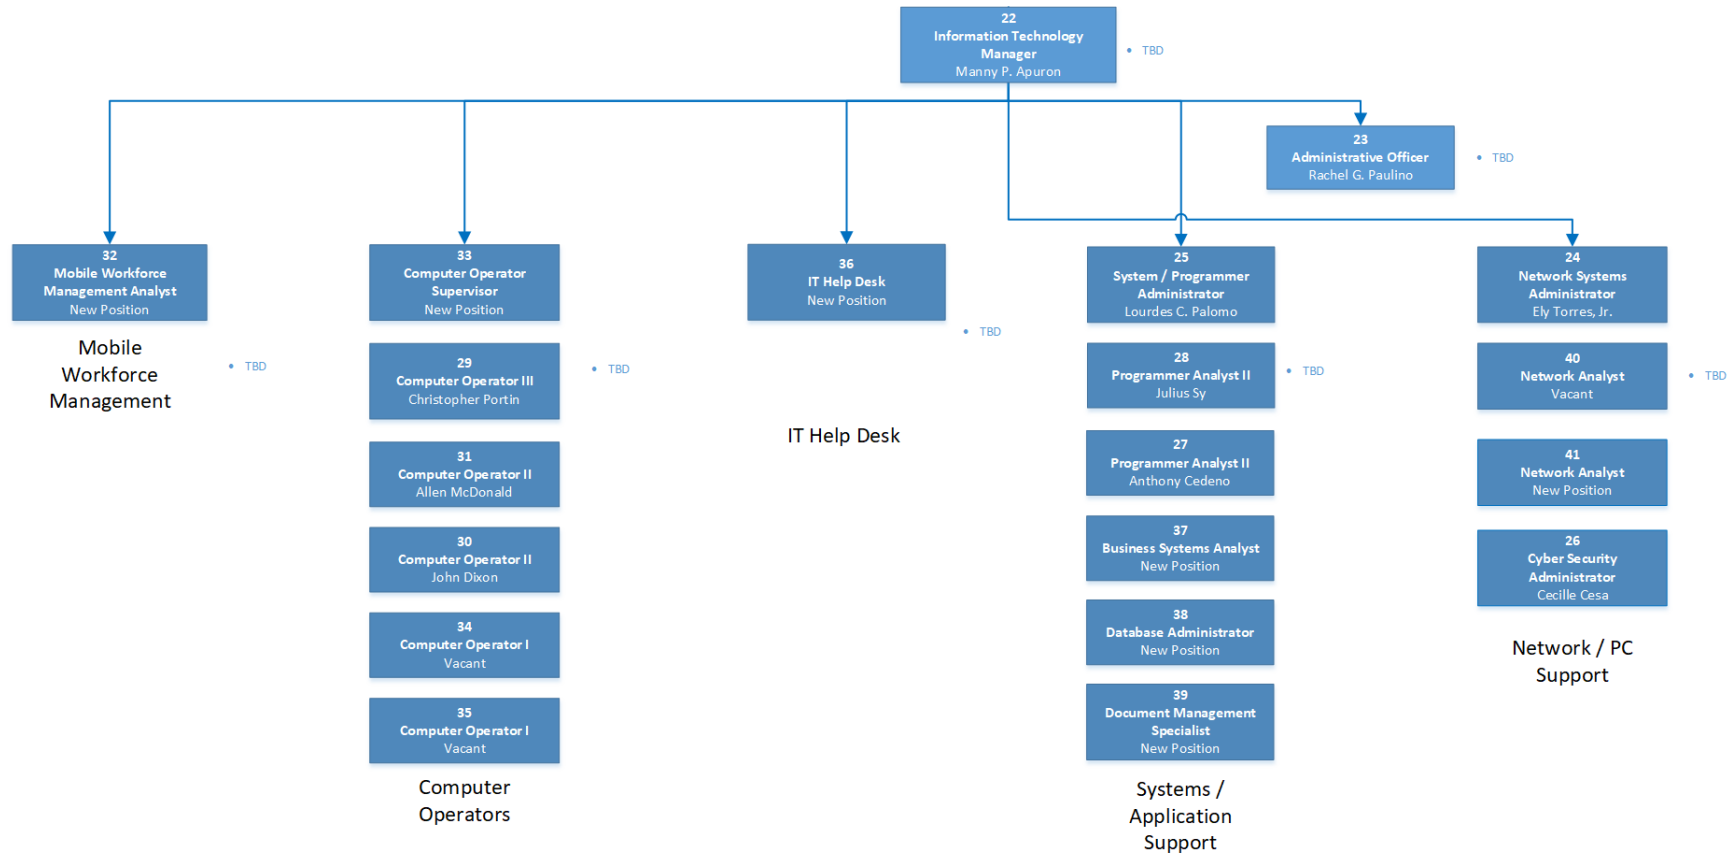 22
Information Technology
Manager
Manny P. Apuron
• TBD
23
Administrative Officer
Rachel G. Paulino
• TBD
32
Mobile Workforce
Management Analyst
New Position
Mobile
Workforce
Management
• TBD
33
Computer Operator
Supervisor
New Position
29
Computer Operator III
Christopher Portin
• TBD
31
Computer Operator II
Allen McDonald
30
Computer Operator II
John Dixon
34
Computer Operator I
Vacant
35
Computer Operator I
Vacant
Computer
Operators
36
IT Help Desk
New Position
• TBD
IT Help Desk
25
System / Programmer
Administrator
Lourdes C. Palomo
28
Programmer Analyst II
Julius Sy
• TBD
27
Programmer Analyst II
Anthony Cedeno
37
Business Systems Analyst
New Position
38
Database Administrator
New Position
39
Document Management
Specialist
New Position
Systems /
Application
Support
24
Network Systems
Administrator
Ely Torres, Jr.
40
Network Analyst
Vacant
• TBD
41
Network Analyst
New Position
26
Cyber Security
Administrator
Cecille Cesa
Network / PC
Support